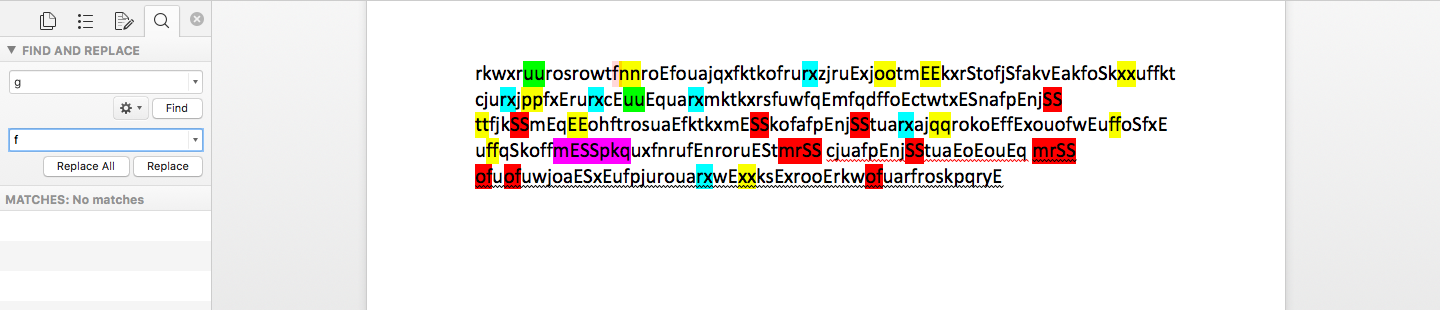 FIND AND REPLACE
g
Find
f
Replace All
Replace
MATCHES: No matches
rkwxruurosrowtfnnroEfouajqxfktkofrurxzjruExjootmEEkxrStofjSfakvEakfoSkxxuffkt
cjurxjppfxErurxcEuuEquarxmktkxrsfuwfqEmfqdffoEctwtxESnafpEnjSS
ttfjkSSmEqEEohftrosuaEfktkxmESSkofafpEnjSStuarxajqqrokoEffExouofwEuffoSfxE
uffqSkoffmESSpkquxfnrufEnroruEStmrSS cjuafpEnjSStuaEoEouEq mrSS
ofuofuwjoaESxEufpjurouarxwExxksExrooErkwofuarfroskpqryE